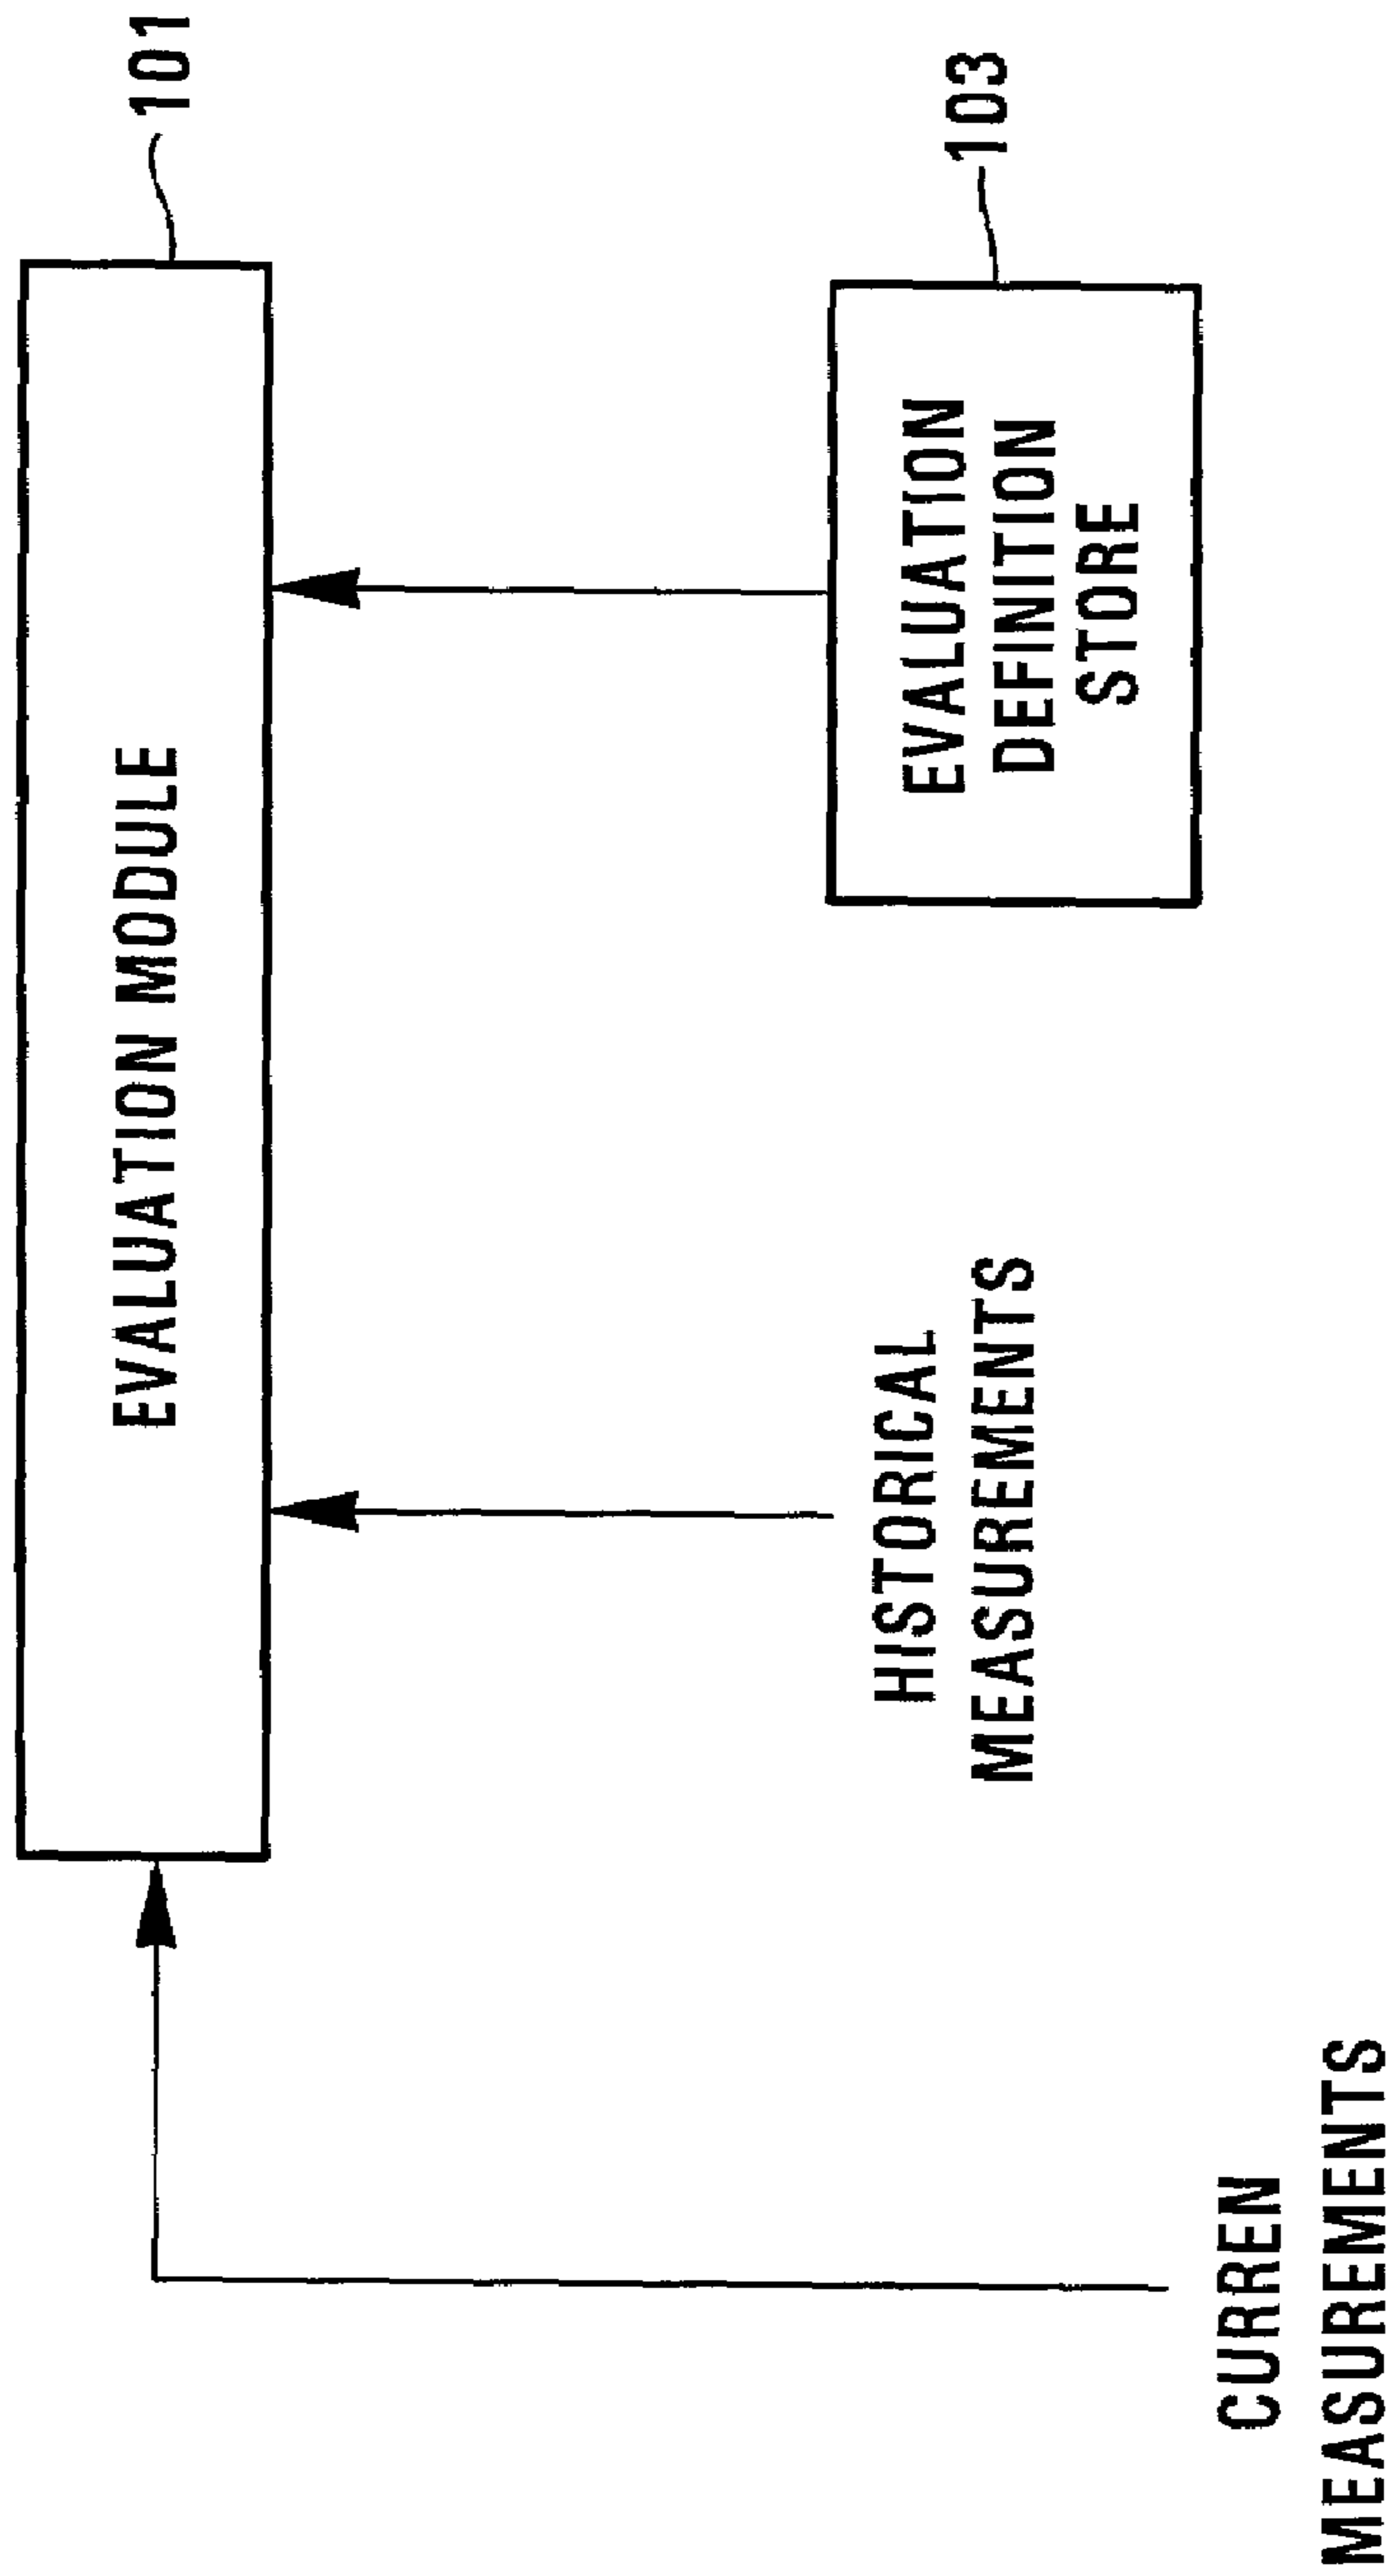 EVALUATION MODULE
101
HISTORICAL
MEASUREMENTS
EVALUATION
DEFINITION
STORE
103
CURREN
MEASUREMENTS